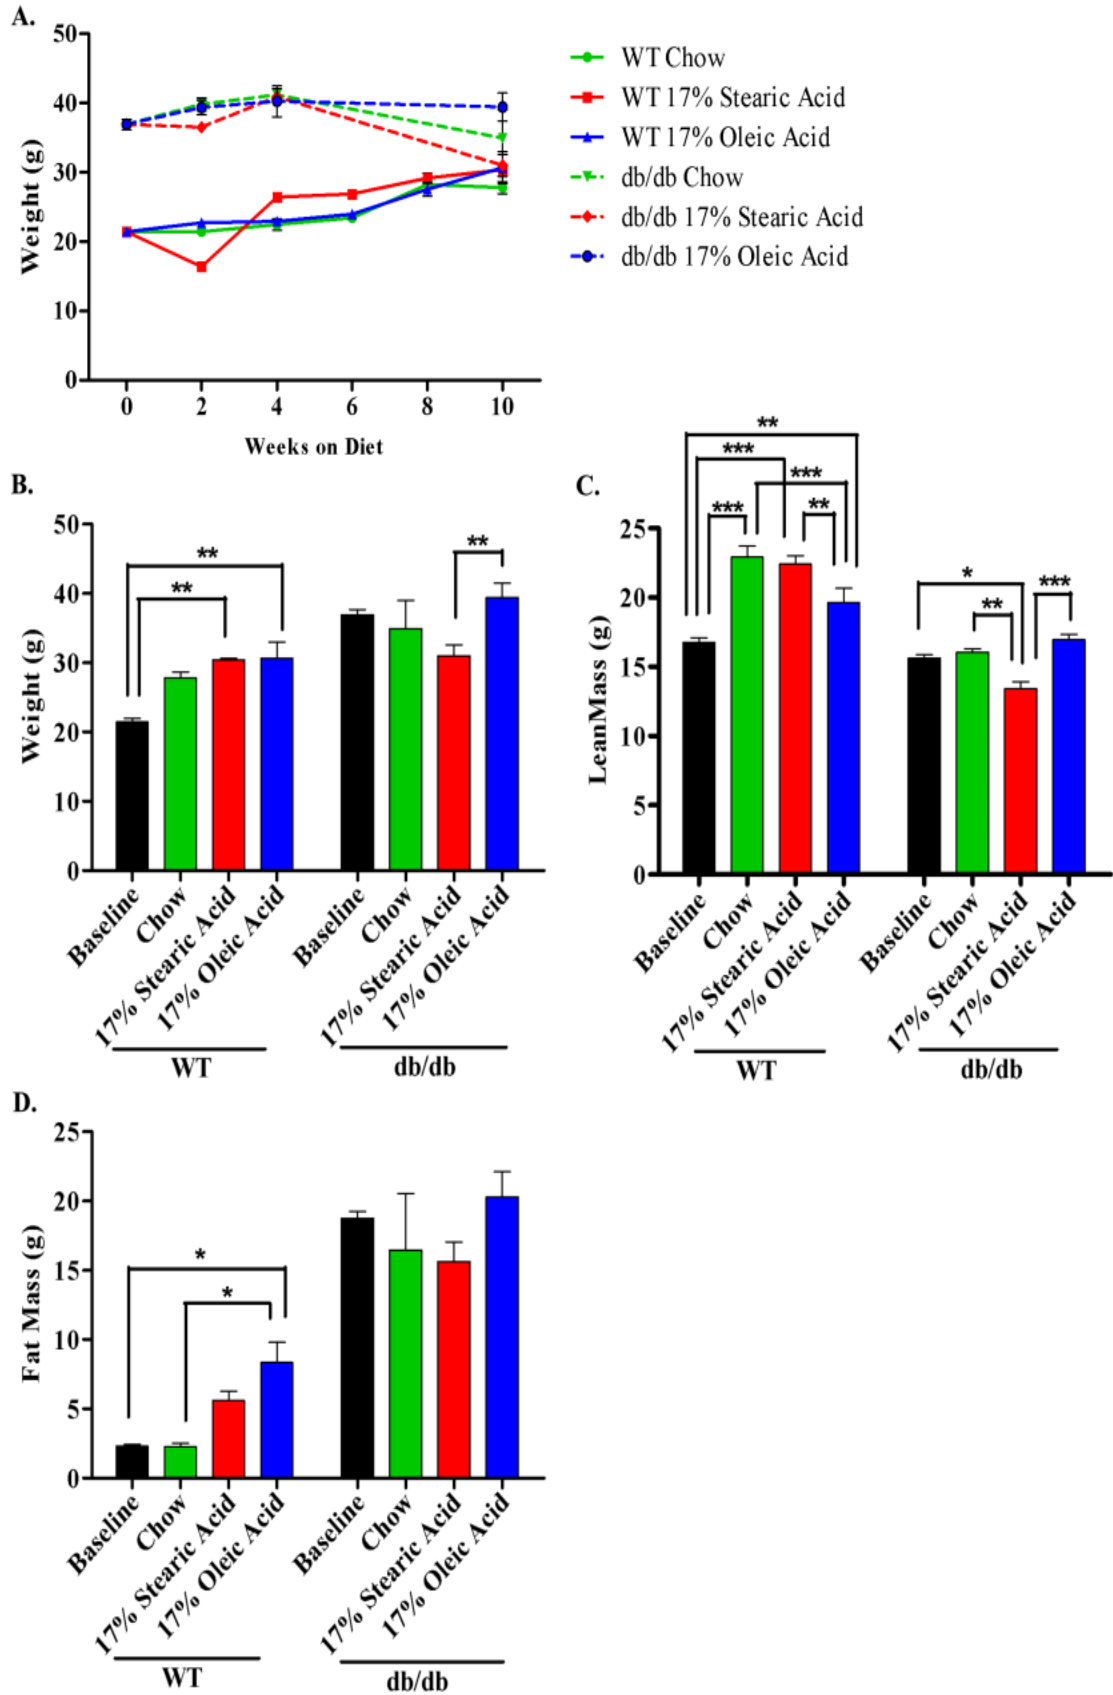 A.
50
40
30
20
10
0
Weight (g)
0 2 4 6 8 10
Weeks on Diet
WT Chow
WT 17% Stearic Acid
WT 17% Oleic Acid
db/db Chow
db/db 17% Stearic Acid
db/db 17% Oleic Acid
B.
50
40
30
20
10
0
Weight (g)
**
**
**
Baseline
Chow
17% Stearic Acid
17% Oleic Acid
Baseline
Chow
17% Stearic Acid
17% Oleic Acid
WT
db/db
C.
25
20
15
10
5
0
LeanMass (g)
**
***
***
***
**
*
***
**
Baseline
Chow
17% Stearic Acid
17% Oleic Acid
Baseline
Chow
17% Stearic Acid
17% Oleic Acid
WT
db/db
D.
25
20
15
10
5
0
Fat Mass (g)
*
*
Baseline
Chow
17% Stearic Acid
17% Oleic Acid
Baseline
Chow
17% Stearic Acid
17% Oleic Acid
WT
db/db